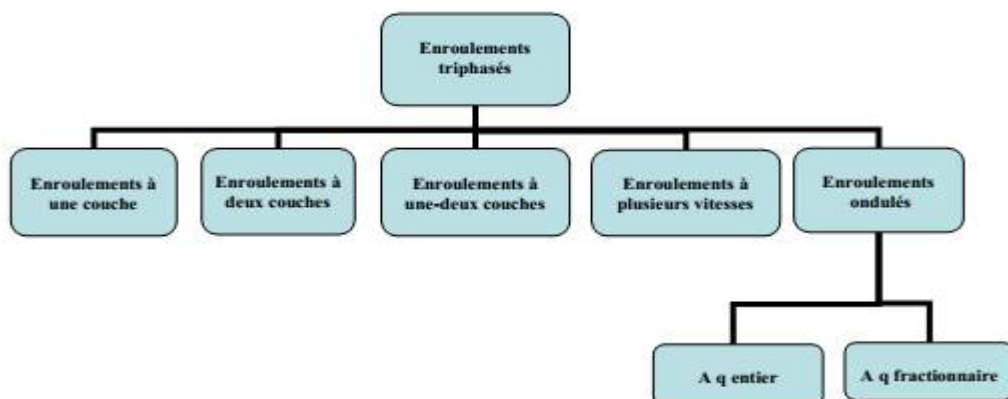 Enroulements
triphasés
Enroulements à
une couche
Enroulements à
deux couches
Enroulements à
une-deux couches
Enroulements à
plusieurs vitesses
Enroulements
ondulés
A q entier
A q fractionnaire